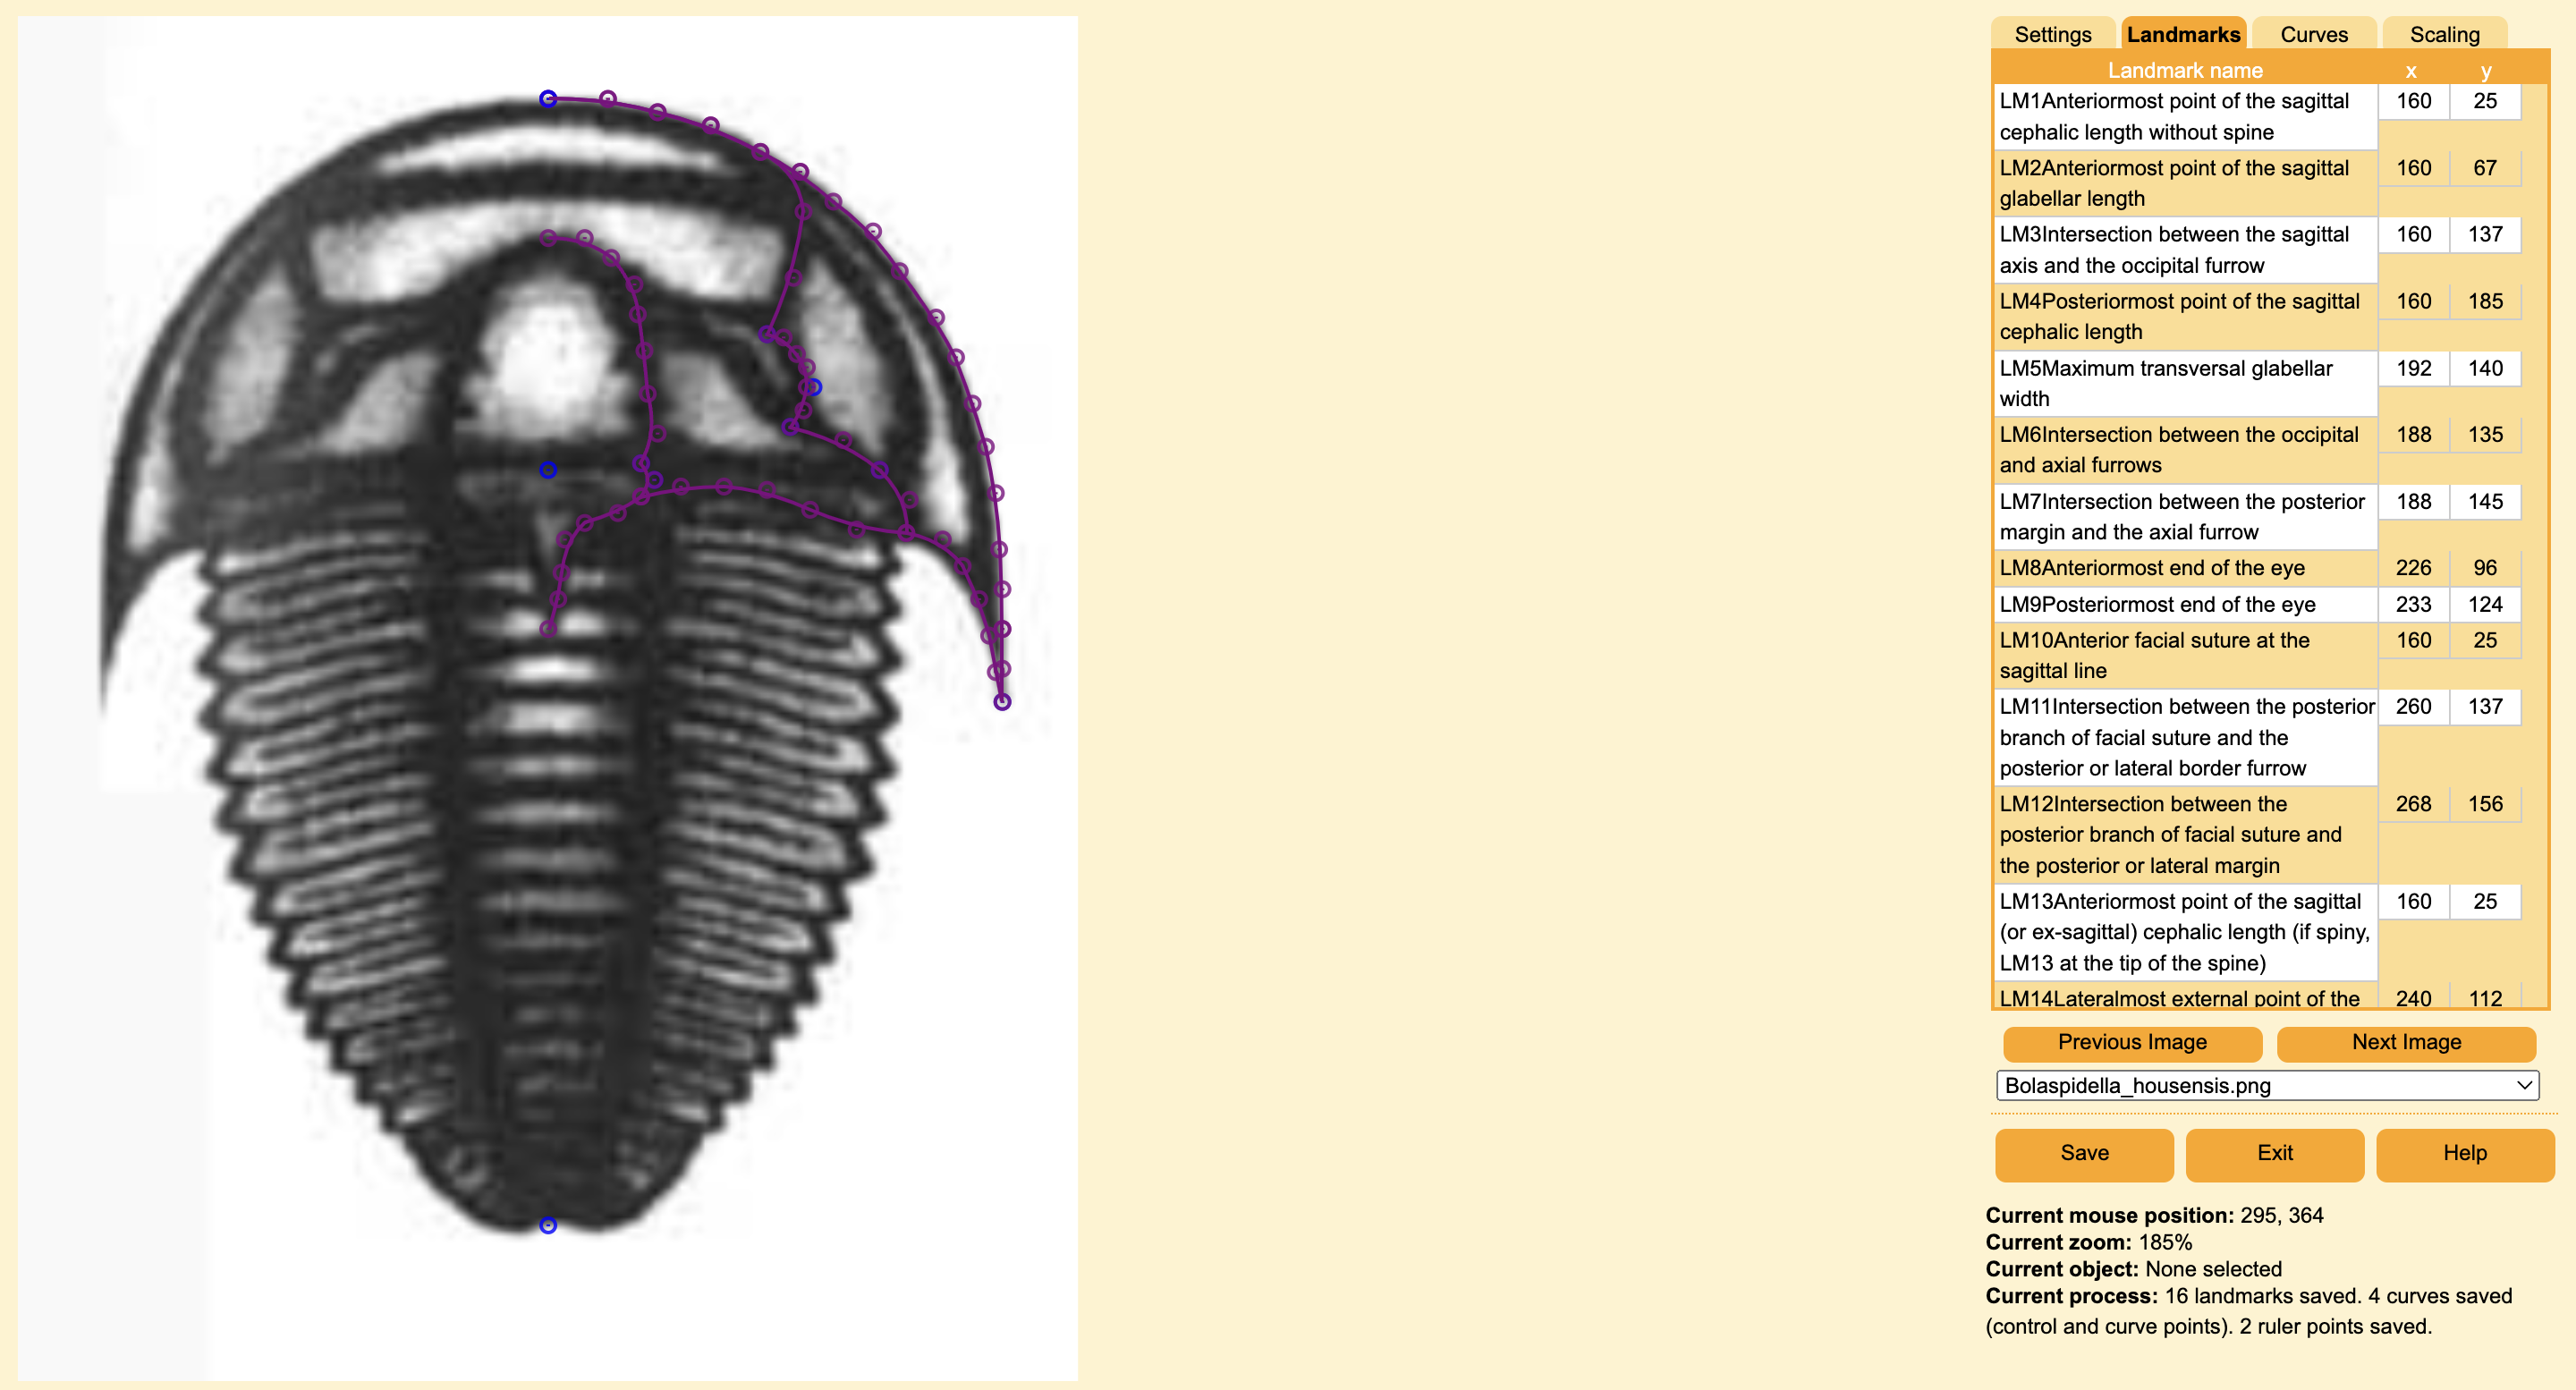 Settings Landmarks Curves Scaling
Landmark name x y
LM1Anteriormost point of the sagittal 160 25
cephalic length without spine
LM2Anteriormost point of the sagittal 160 67
glabellar length
LM3Intersection between the sagittal 160 137
axis and the occipital furrow
LM4Posteriormost point of the sagittal 160 185
cephalic length
LM5Maximum transversal glabellar 192 140
width
LM6Intersection between the occipital 188 135
and axial furrows
LM7Intersection between the posterior 188 145
margin and the axial furrow
LM8Anteriormost end of the eye 226 96
LM9Posteriormost end of the eye 233 124
LM10Anterior facial suture at the 160 25
sagittal line
LM11Intersection between the posterior 260 137
branch of facial suture and the
posterior or lateral border furrow
LM12Intersection between the 268 156
posterior branch of facial suture and
the posterior or lateral margin
LM13Anteriormost point of the sagittal 160 25
(or ex-sagittal) cephalic length (if spiny,
LM13 at the tip of the spine)
LM14Lateralmost external point of the 240 112
Previous Image Next Image
Bolaspidella_housensis.png
Save Exit Help
Current mouse position: 295, 364
Current zoom: 185%
Current object: None selected
Current process: 16 landmarks saved. 4 curves saved
(control and curve points). 2 ruler points saved.